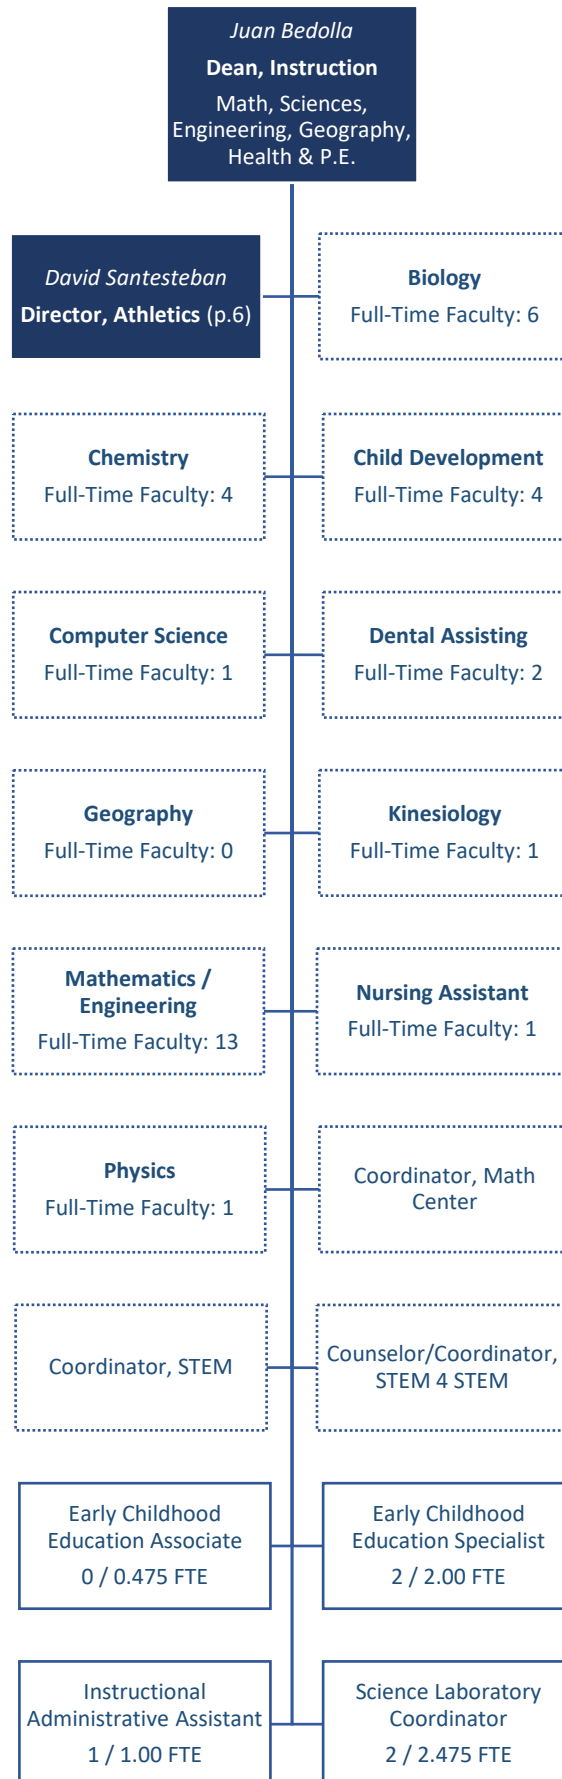 Juan Bedolla
Dean, Instruction
Math, Sciences,
Engineering, Geography,
Health & P.E.
David Santesteban
Director, Athletics (p.6)
Biology
Full-Time Faculty: 6
Chemistry
Full-Time Faculty: 4
Child Development
Full-Time Faculty: 4
Computer Science
Full-Time Faculty: 1
Dental Assisting
Full-Time Faculty: 2
Geography
Full-Time Faculty: 0
Kinesiology
Full-Time Faculty: 1
Mathematics /
Engineering
Full-Time Faculty: 13
Nursing Assistant
Full-Time Faculty: 1
Physics
Full-Time Faculty: 1
Coordinator, Math
Center
Coordinator, STEM
Counselor/Coordinator,
STEM 4 STEM
Early Childhood
Education Associate
0 / 0.475 FTE
Early Childhood
Education Specialist
2 / 2.00 FTE
Instructional
Administrative Assistant
1 / 1.00 FTE
Science Laboratory
Coordinator
2 / 2.475 FTE